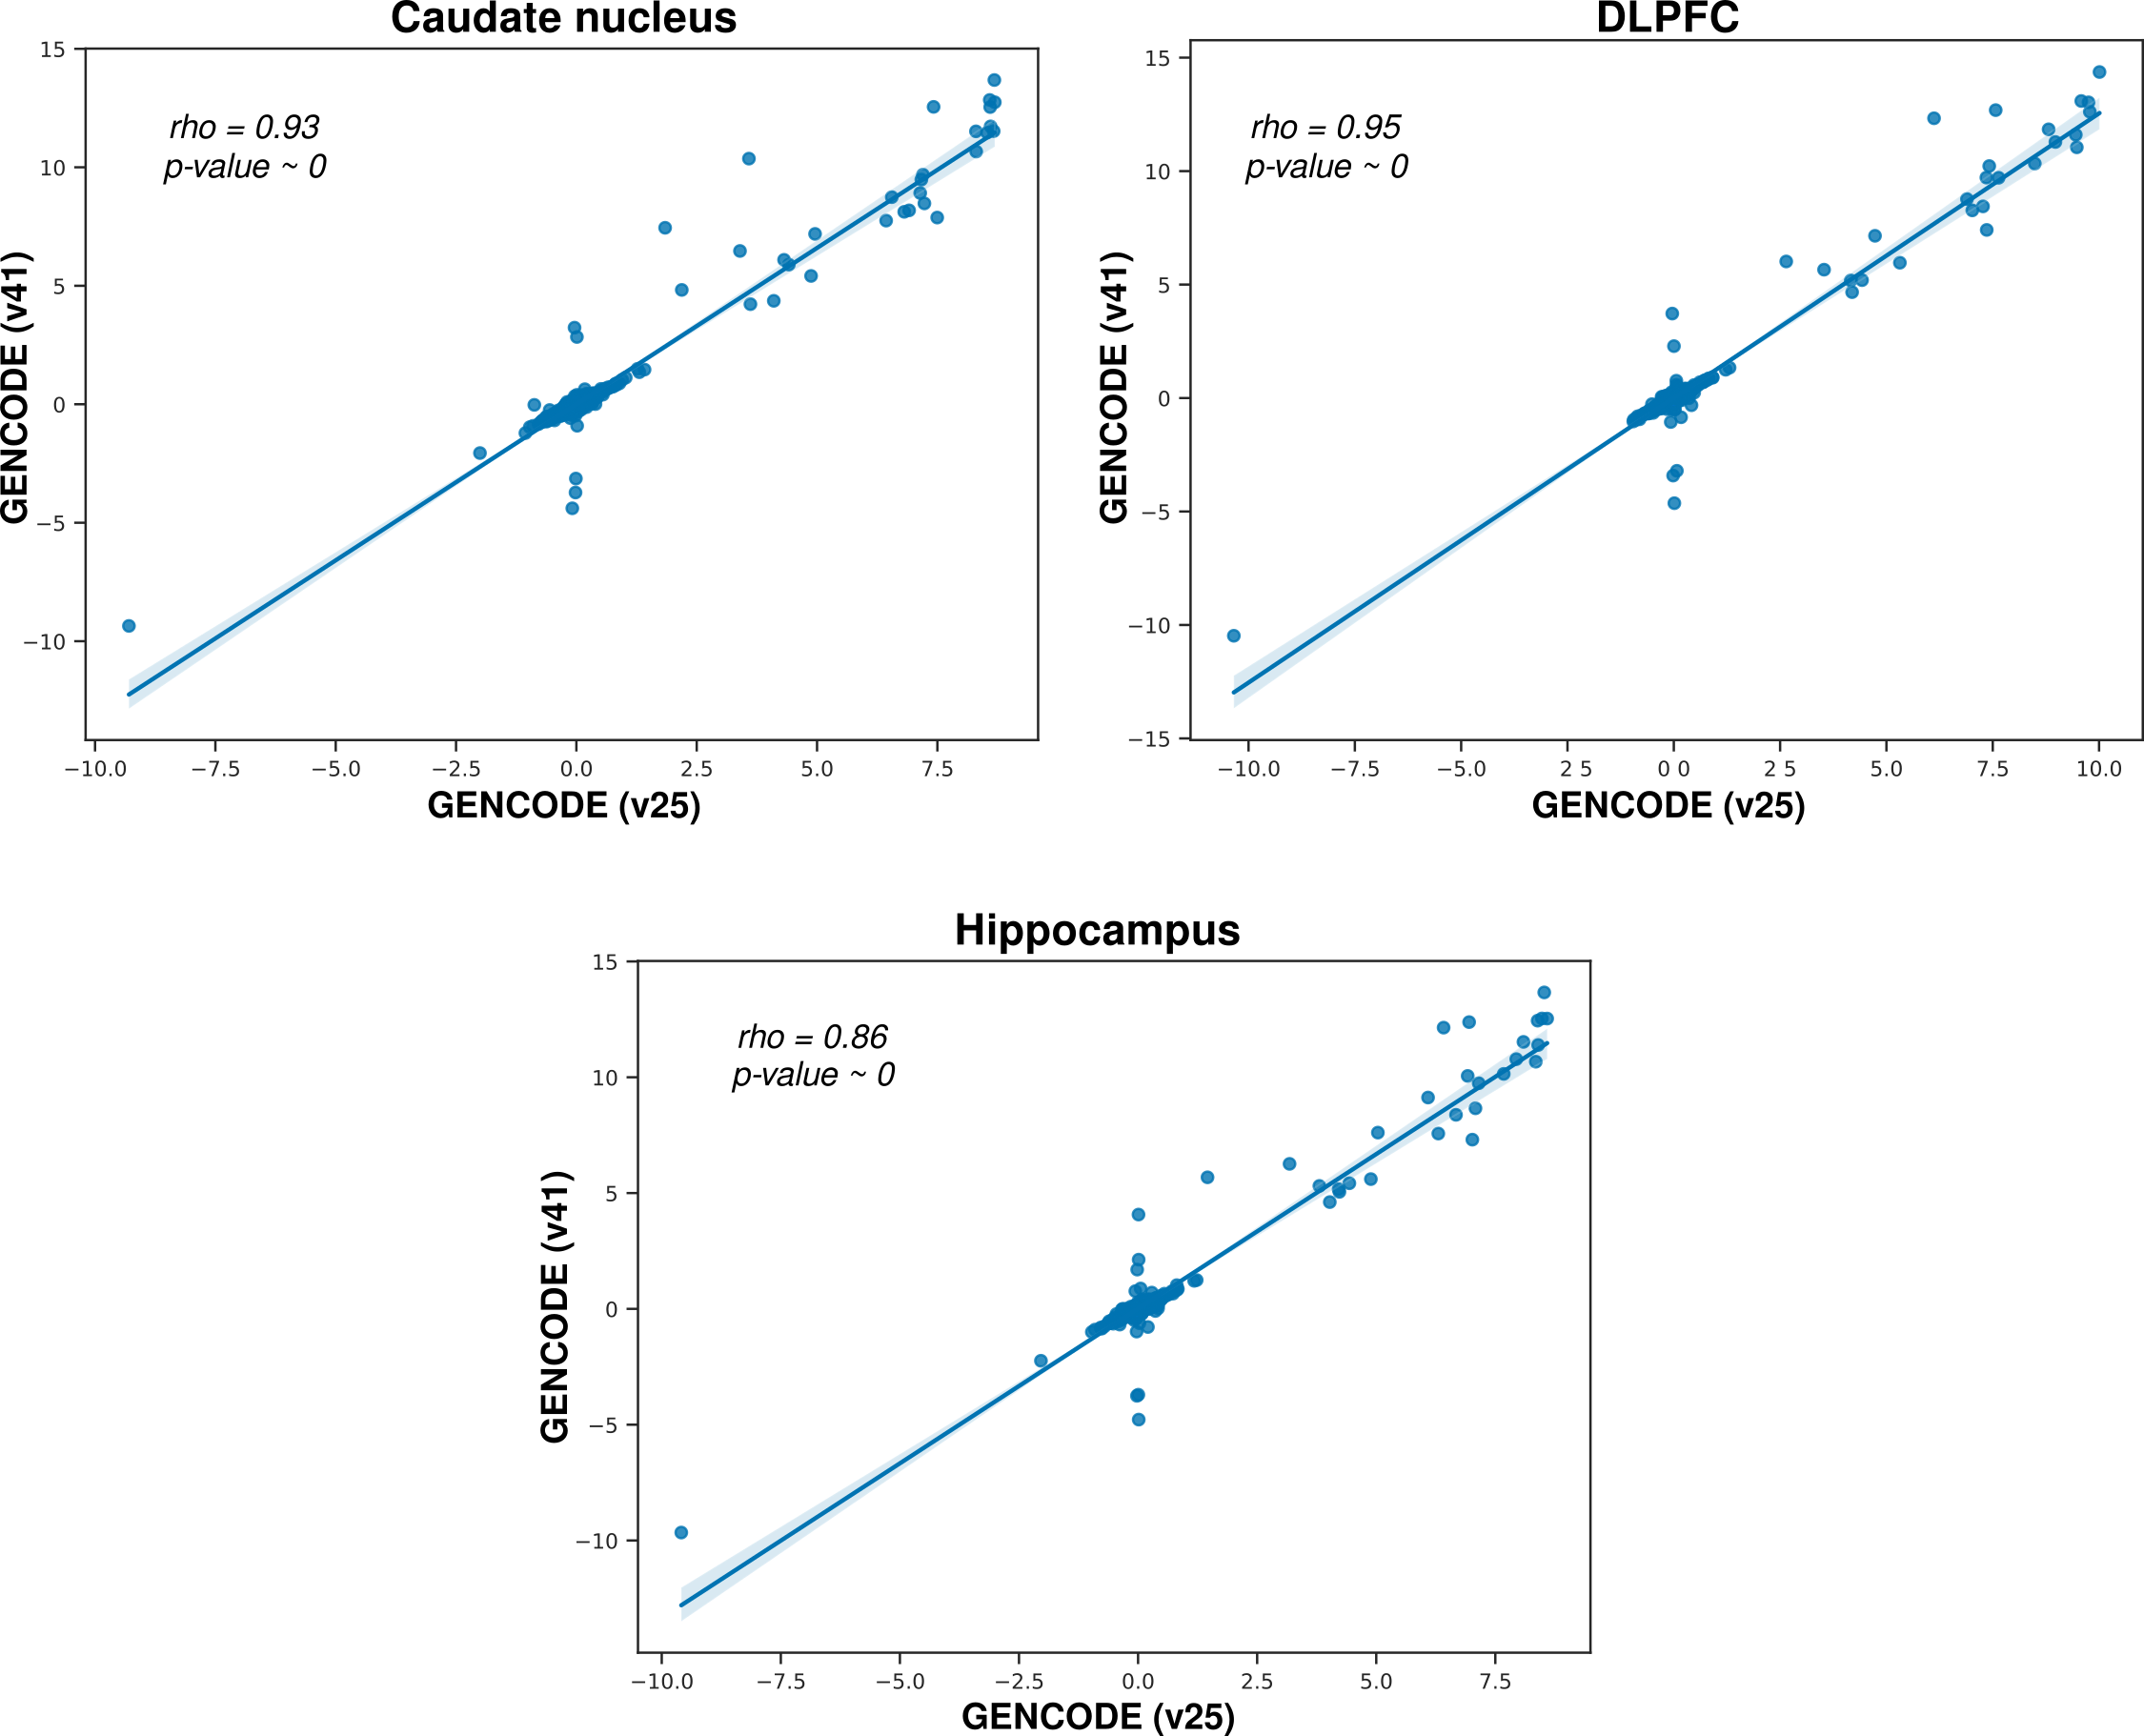 Caudate nucleus
rho = 0.93
p-value ~ 0
GENCODE (v41)
15
10
5
0
−5
−10
−10.0 −7.5 −5.0 −2.5 0.0 2.5 5.0 7.5
GENCODE (v25)
DLPFC
rho = 0.95
p-value ~ 0
GENCODE (v41)
15
10
5
0
−5
−10
−15
−10.0 −7.5 −5.0 2 5 0 0 2 5 5.0 7.5 10.0
GENCODE (v25)
Hippocampus
rho = 0.86
p-value ~ 0
GENCODE (v41)
15
10
5
0
−5
−10
−10.0 −7.5 −5.0 −2.5 0.0 2.5 5.0 7.5
GENCODE (v25)